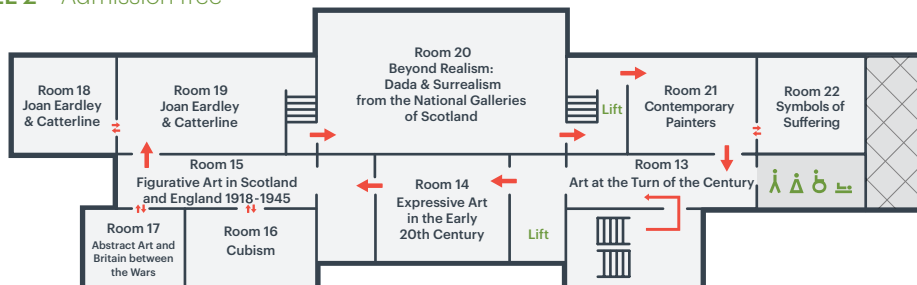 Admission free
Room 18
Joan Eardley
& Catterline
Room 19
Joan Eardley
& Catterline
Room 20
Beyond Realism:
Dada & Surrealism
from the National Galleries
of Scotland
Lift
Room 21
Contemporary
Painters
Room 22
Symbols of
Suffering
Room 15
Figurative Art in Scotland
and England 1918-1945
Room 14
Expressive Art
in the Early
20th Century
Room 13
Art at the Turn of the Century
Room 17
Abstract Art and
Britain between
the Wars
Room 16
Cubism
Lift